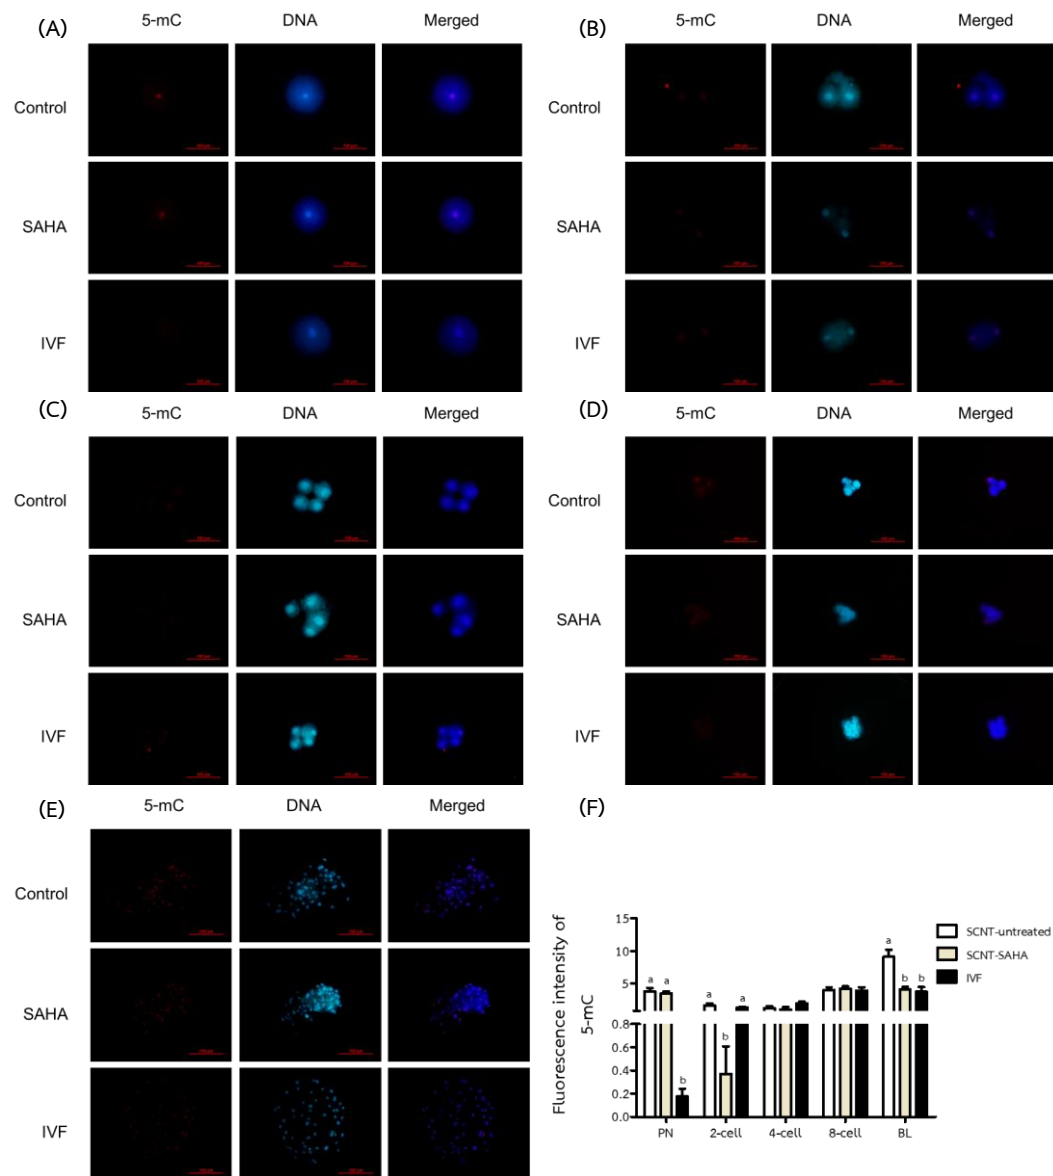 (A) 5-mC DNA Merged
Control
SAHA
IVF
(B) 5-mC DNA Merged
Control
SAHA
IVF
(C) 5-mC DNA Merged
Control
SAHA
IVF
(D) 5-mC DNA Merged
Control
SAHA
IVF
(E) 5-mC DNA Merged
Control
SAHA
IVF
(F)
Fluorescence intensity of
5-mC
15
10
5
0.8
0.6
0.4
0.2
0.0
a a b
a b a
a b b
PN 2-cell 4-cell 8-cell BL
SCNT-untreated
SCNT-SAHA
IVF